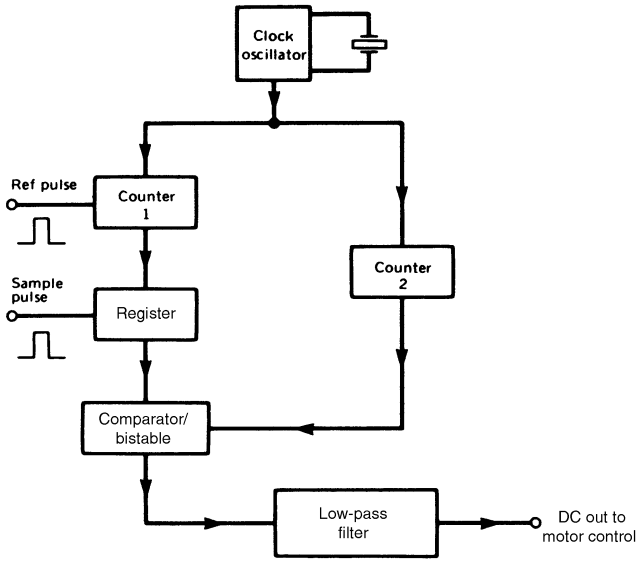 Clock
oscillator
Ref pulse
Counter
1
Sample
pulse
Counter
2
Register
Comparator/
bistable
Low-pass
filter
DC out to
motor control